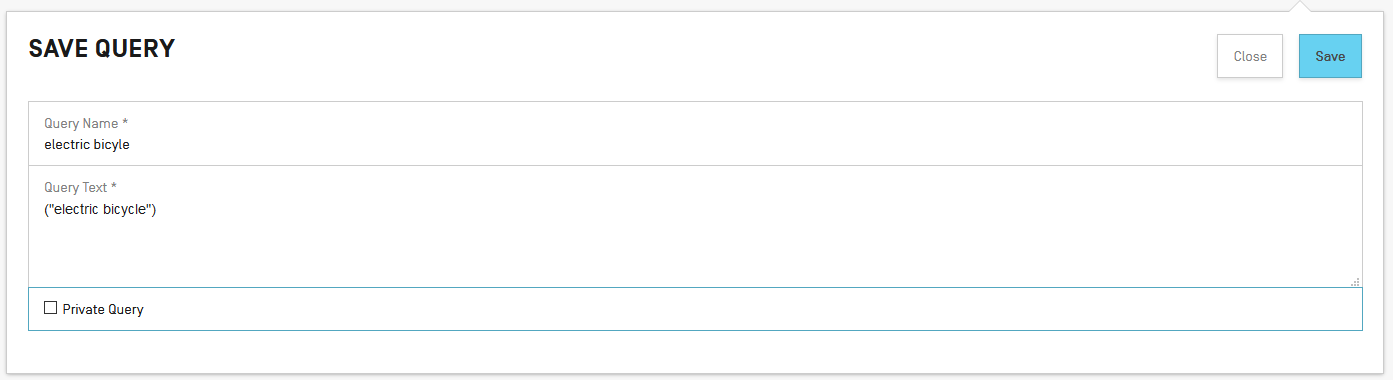 SAVE QUERY
Close
Save
Query Name *
electric bicyle
Query Text *
("electric bicycle")
Private Query